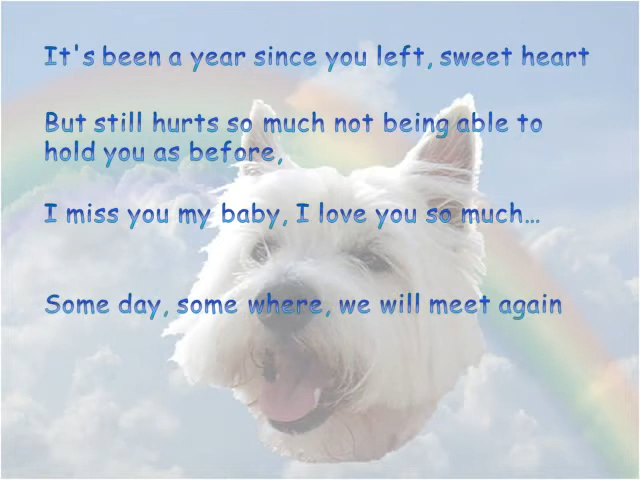 It's been a year since you left, sweet heart
But still hurts so much not being able to
hold you as before,
I miss you my baby, I love you so much...
Some day, some where, we will meet again